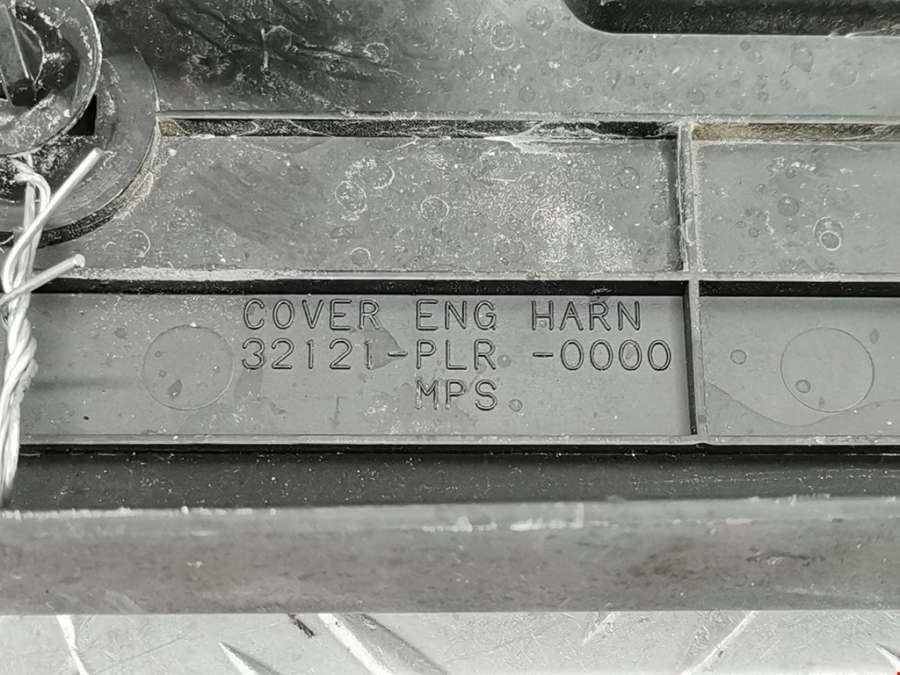 COVER ENG HARN
32121-PLR -0000
MPS